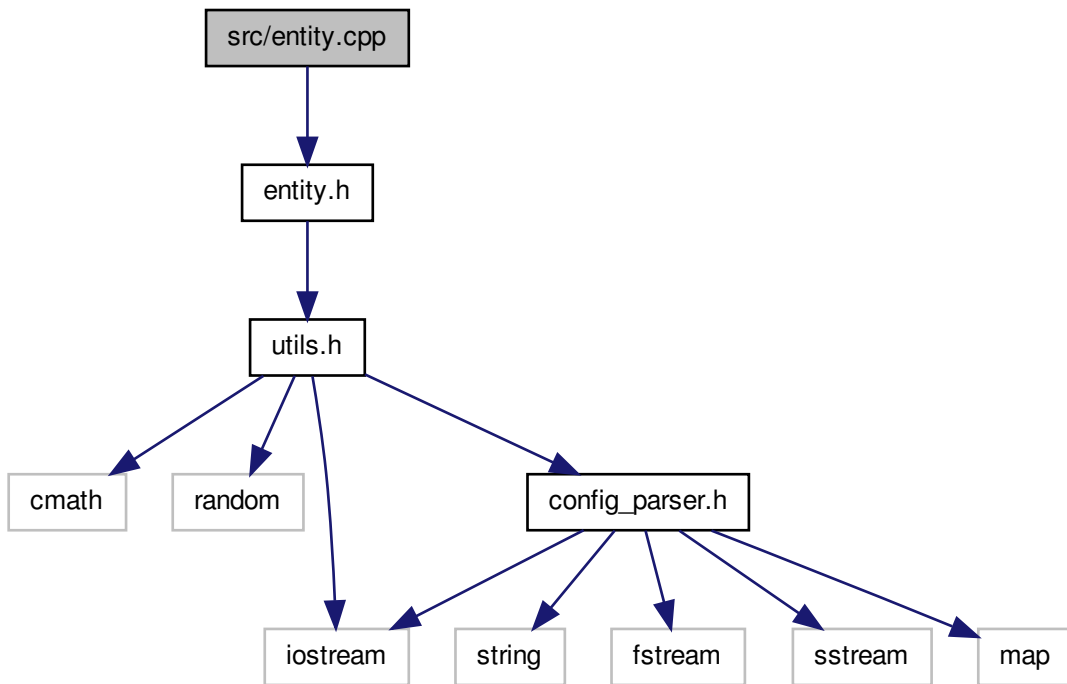 src/entity.cpp
entity.h
utils.h
cmath
random
config_parser.h
iostream
string
fstream
sstream
map